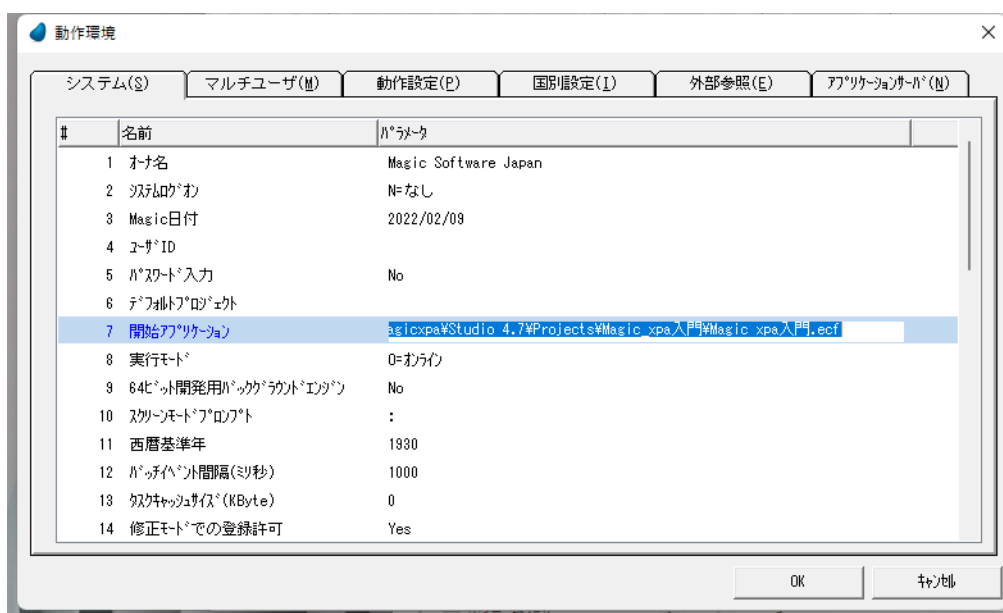 動作環境
システム(S) マルチユーザ(M) 動作設定(P) 国別設定(I) 外部参照(E) ｱﾌﾟﾘｹｰｼｮﾝｻｰﾊﾞ(N)
# 名前 ﾊﾟﾗﾒｰﾀ
1 ｵｰﾅ名 Magic Software Japan
2 ｼｽﾃﾑﾛｸﾞｵﾝ N=なし
3 Magic日付 2022/02/09
4 ﾕｰｻﾞID
5 ﾊﾟｽﾜｰﾄﾞ入力 No
6 ﾃﾞﾌｫﾙﾄﾌﾟﾛｼﾞｪｸﾄ
7 開始ｱﾌﾟﾘｹｰｼｮﾝ agicxpa¥Studio 4.7¥Projects¥Magic_xpa入門¥Magic xpa入門.ecf
8 実行ﾓｰﾄﾞ O=ｵﾝﾗｲﾝ
9 64ﾋﾞｯﾄ開発用ﾊﾞｯｸｸﾞﾗｳﾝﾄﾞｴﾝｼﾞﾝ No
10 ｽｸﾘｰﾝﾓｰﾄﾞﾌﾟﾛﾝﾌﾟﾄ :
11 西暦基準年 1930
12 ﾊﾞｯﾁｲﾍﾞﾝﾄ間隔(ﾐﾘ秒) 1000
13 ﾀｽｸｷｬｯｼｭｻｲｽﾞ(KByte) 0
14 修正ﾓｰﾄﾞでの登録許可 Yes
OK ｷｬﾝｾﾙ